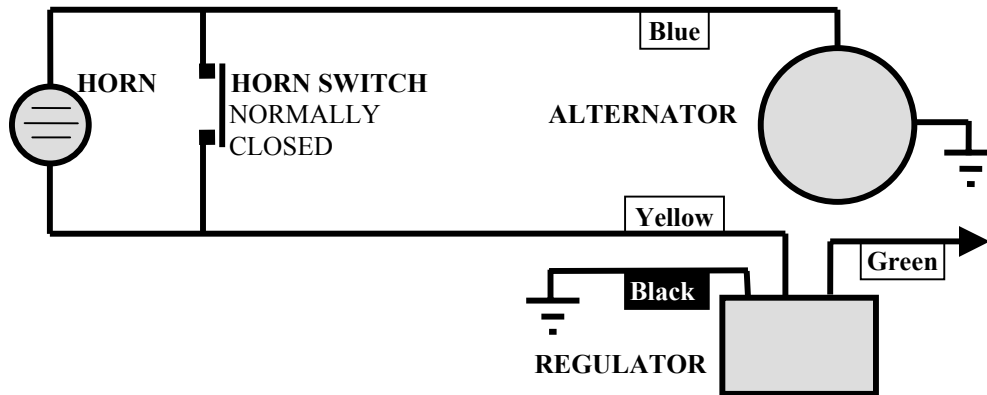 Blue
HORN
HORN SWITCH
NORMALLY
CLOSED
ALTERNATOR
Yellow
Green
Black
REGULATOR